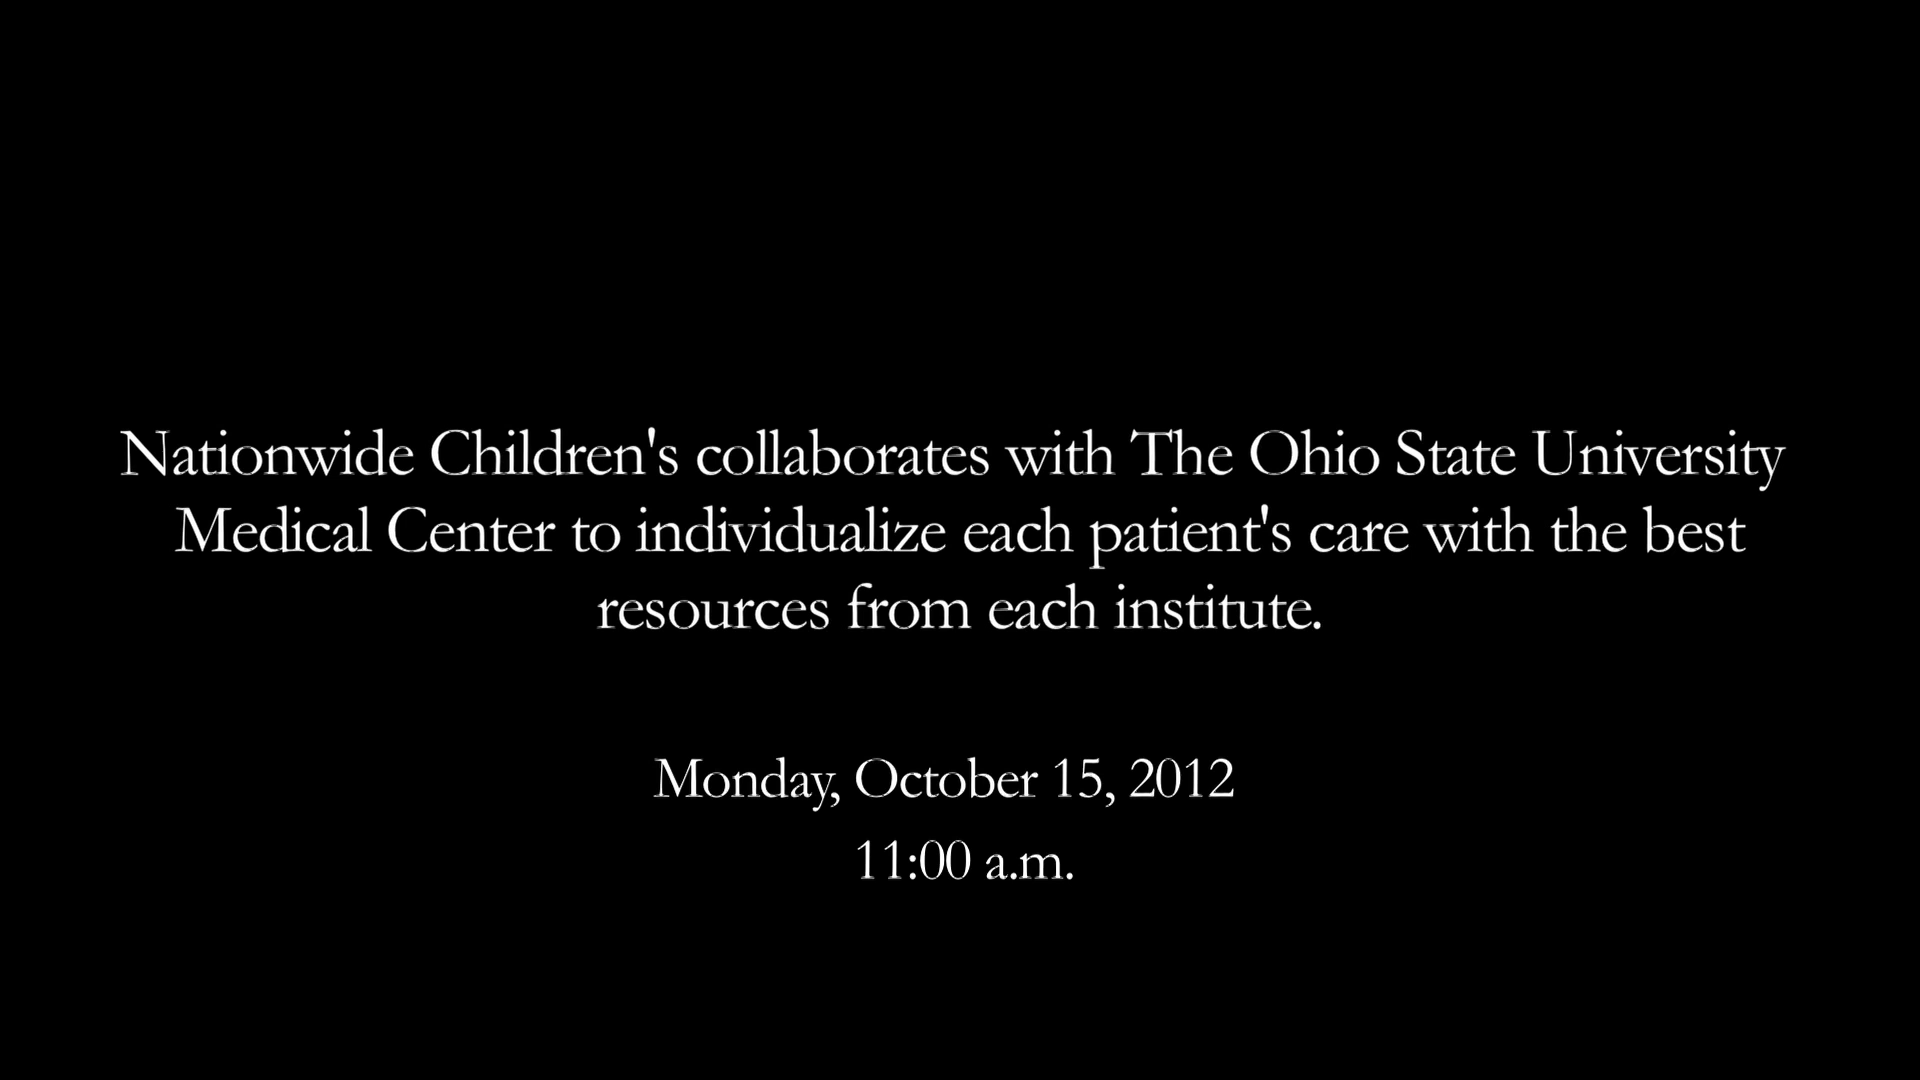 Nationwide Children's collaborates with The Ohio State University
Medical Center to individualize each patient's care with the best
resources from each institute.
Monday, October 15, 2012
11:00 a.m.